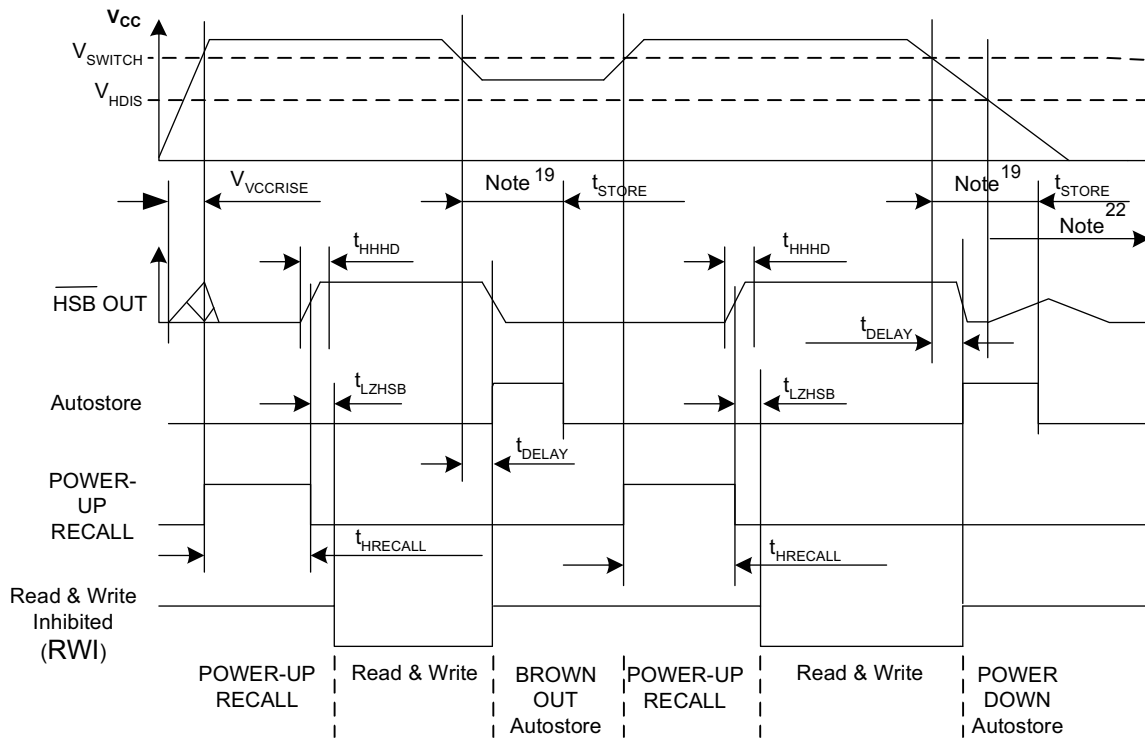 VCC
VSWITCH
VHDIS
VVCCRISE
Note 19
tSTORE
Note 19
tSTORE
Note 22
tHHHD
tHHHD
HSB OUT
tDELAY
tLZHSB
tLZHSB
Autostore
tDELAY
POWER-
UP
RECALL
tHRECALL
tHRECALL
Read & Write
Inhibited
(RWI)
POWER-UP
RECALL
Read & Write
BROWN
OUT
Autostore
POWER-UP
RECALL
Read & Write
POWER
DOWN
Autostore